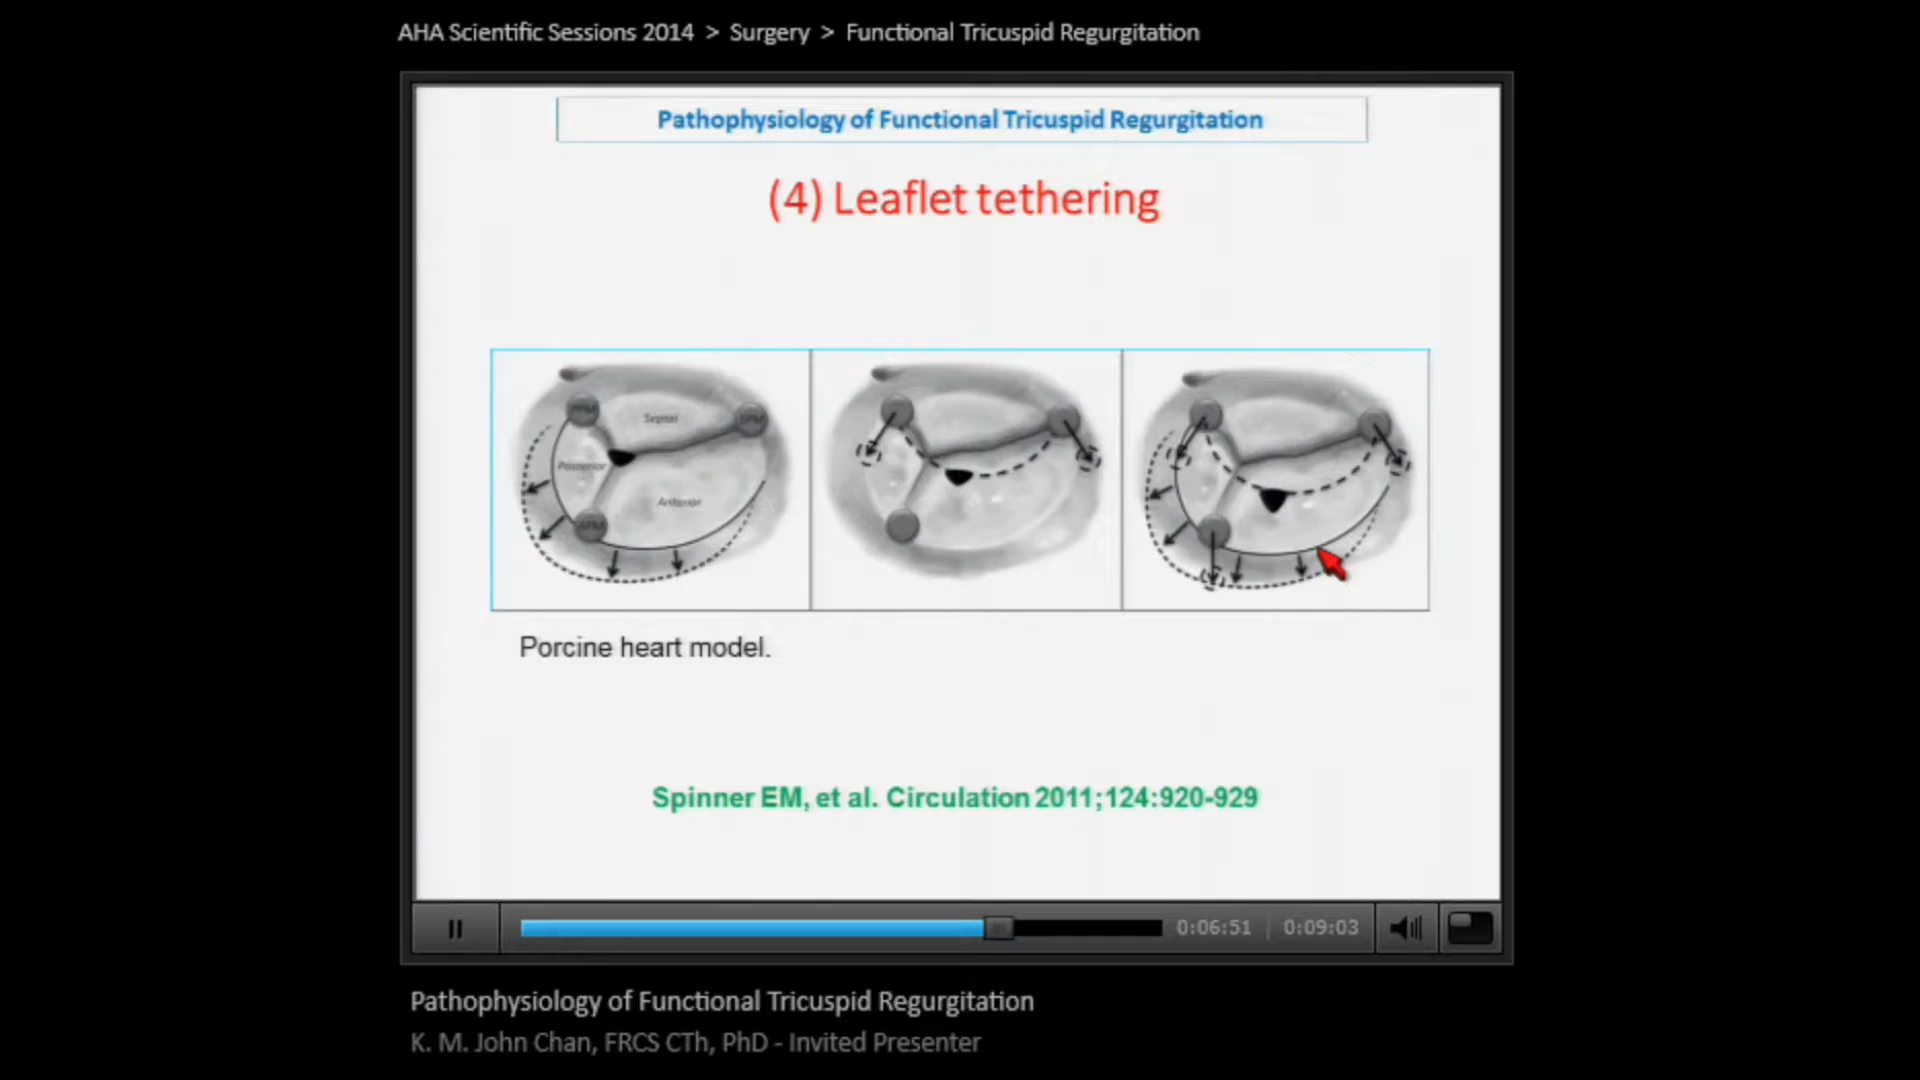 AHA Scientific Sessions 2014 > Surgery > Functional Tricuspid Regurgitation
Pathophysiology of Functional Tricuspid Regurgitation
(4) Leaflet tethering
Septal
Posterior
Anterior
Porcine heart model.
Spinner EM, et al. Circulation 2011;124:920-929
0:06:51 | 0:09:03
Pathophysiology of Functional Tricuspid Regurgitation
K. M. John Chan, FRCS CTh, PhD - Invited Presenter